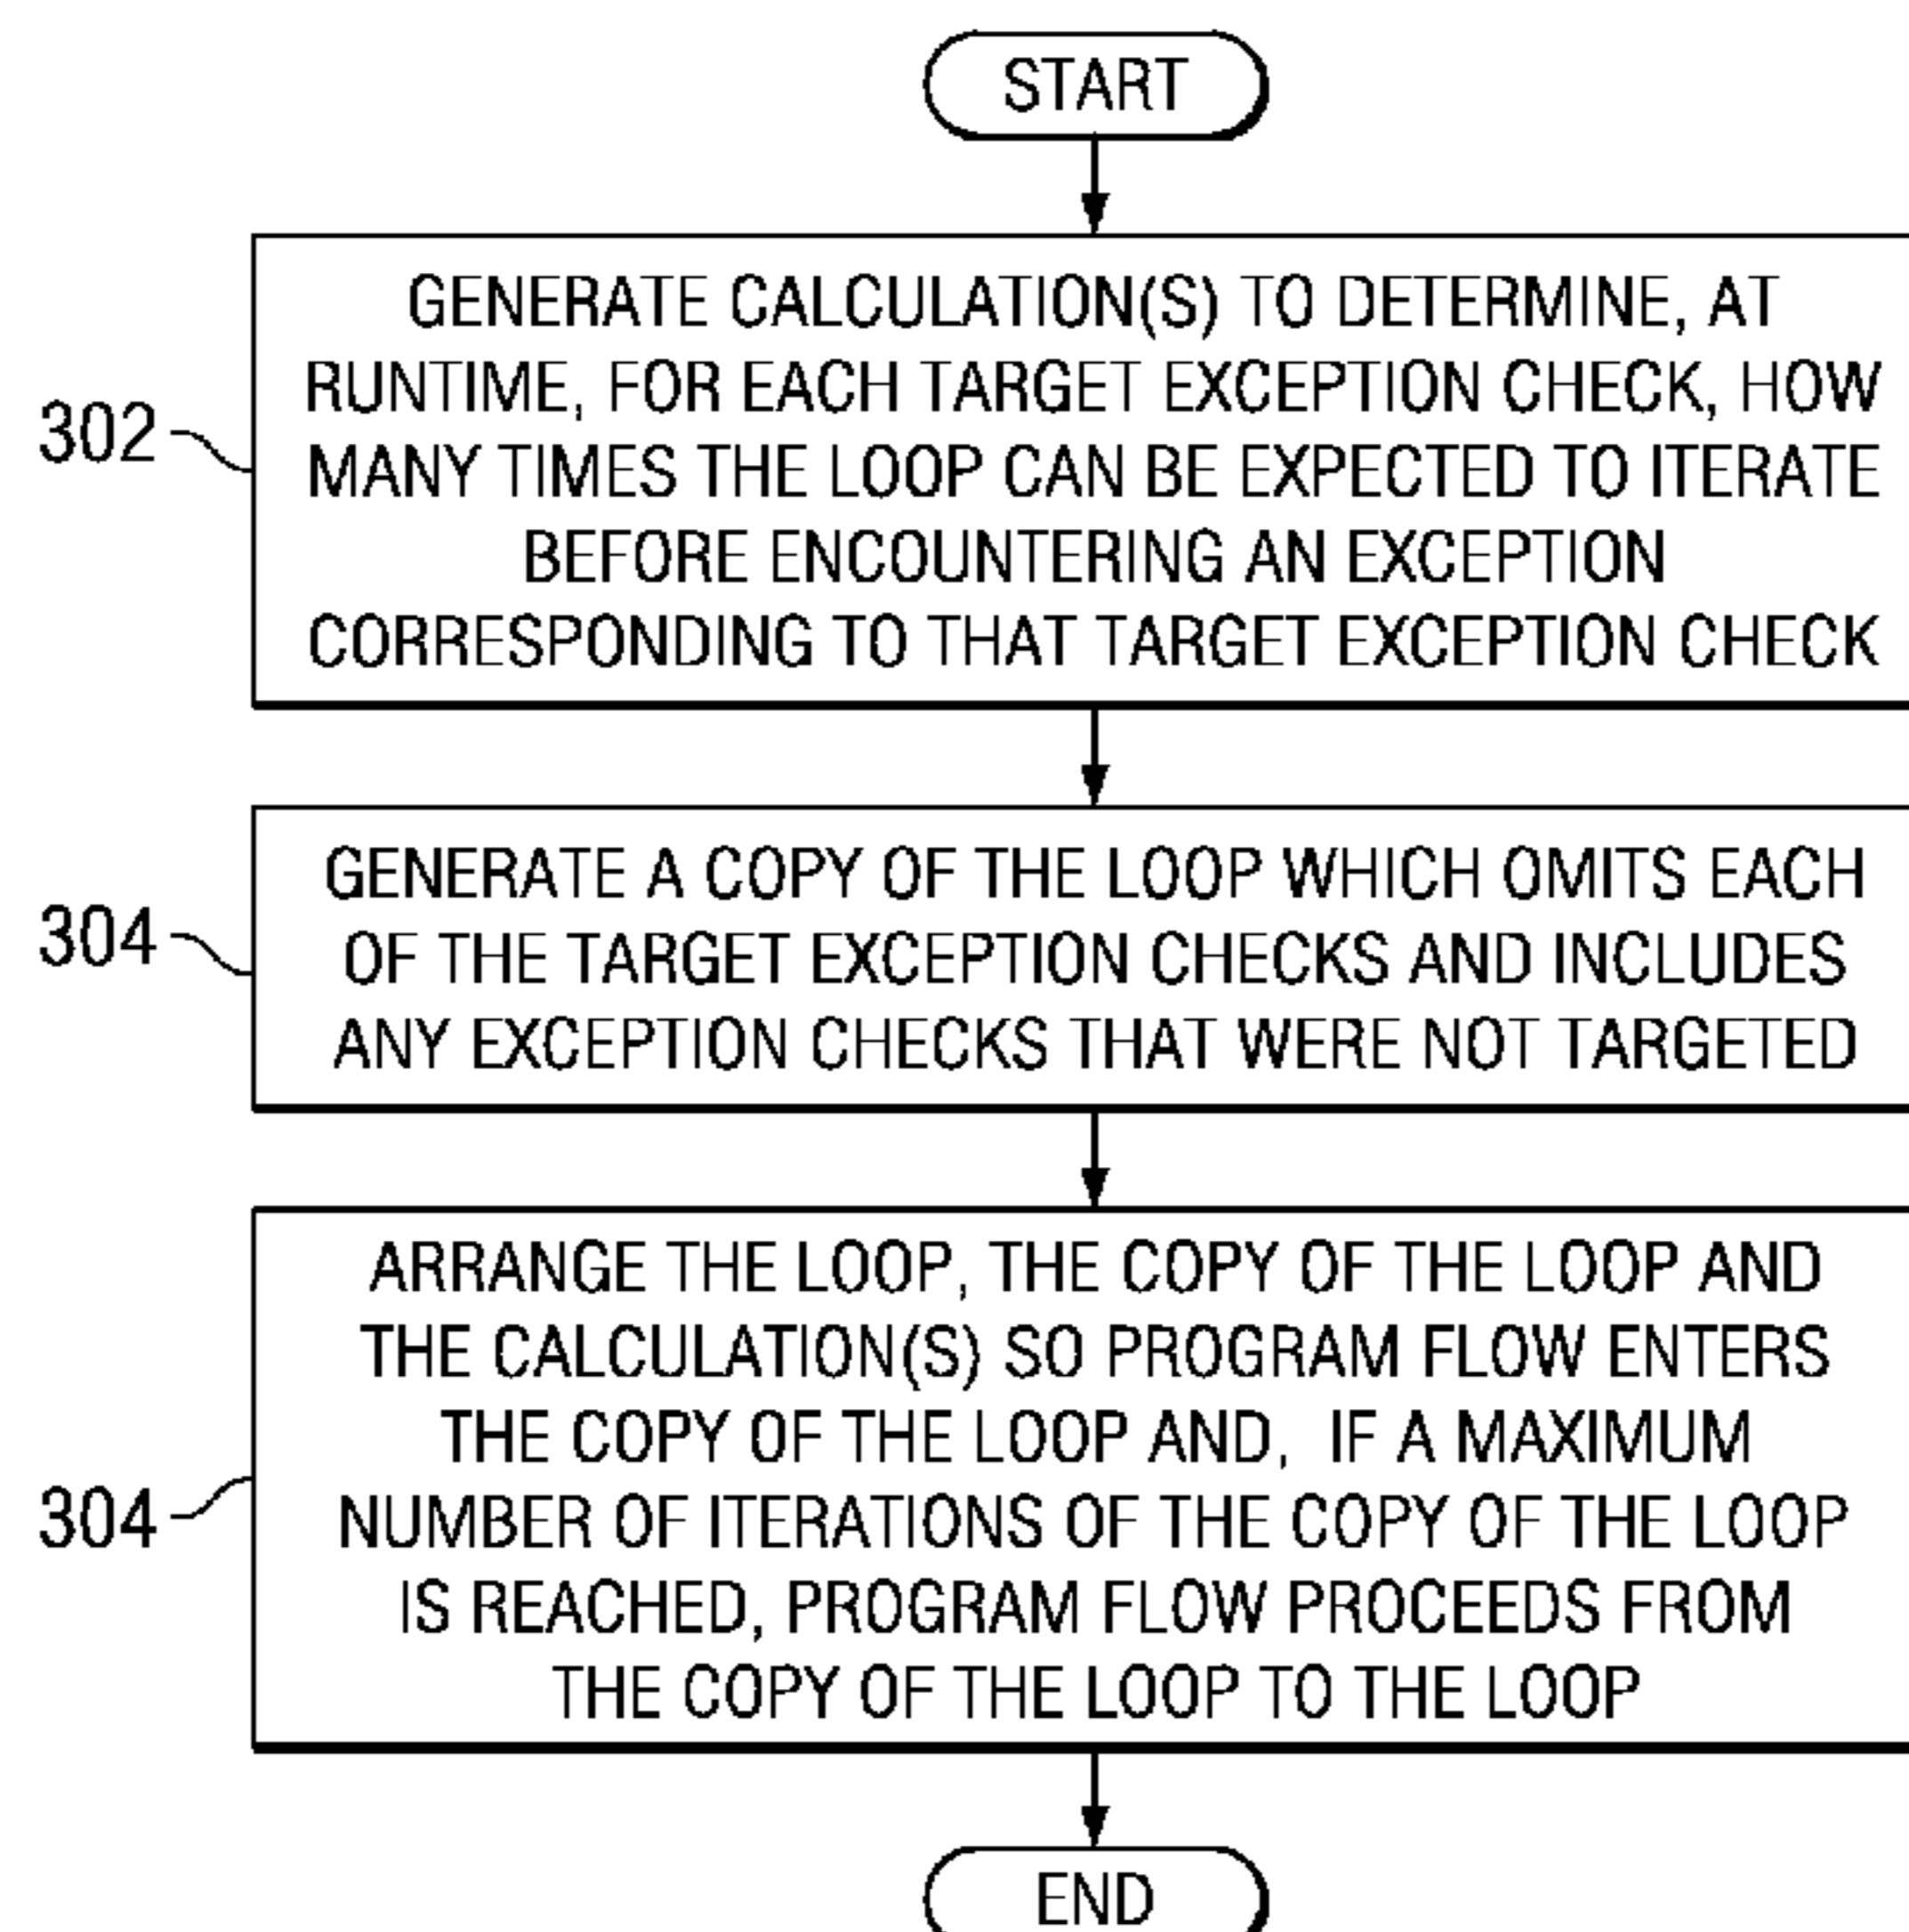 START
GENERATE CALCULATION(S) TO DETERMINE, AT
RUNTIME, FOR EACH TARGET EXCEPTION CHECK, HOW
MANY TIMES THE LOOP CAN BE EXPECTED TO ITERATE
BEFORE ENCOUNTERING AN EXCEPTION
CORRESPONDING TO THAT TARGET EXCEPTION CHECK
302
GENERATE A COPY OF THE LOOP WHICH OMITS EACH
OF THE TARGET EXCEPTION CHECKS AND INCLUDES
ANY EXCEPTION CHECKS THAT WERE NOT TARGETED
304
ARRANGE THE LOOP, THE COPY OF THE LOOP AND
THE CALCULATION(S) SO PROGRAM FLOW ENTERS
THE COPY OF THE LOOP AND, IF A MAXIMUM
NUMBER OF ITERATIONS OF THE COPY OF THE LOOP
IS REACHED, PROGRAM FLOW PROCEEDS FROM
THE COPY OF THE LOOP TO THE LOOP
304
END